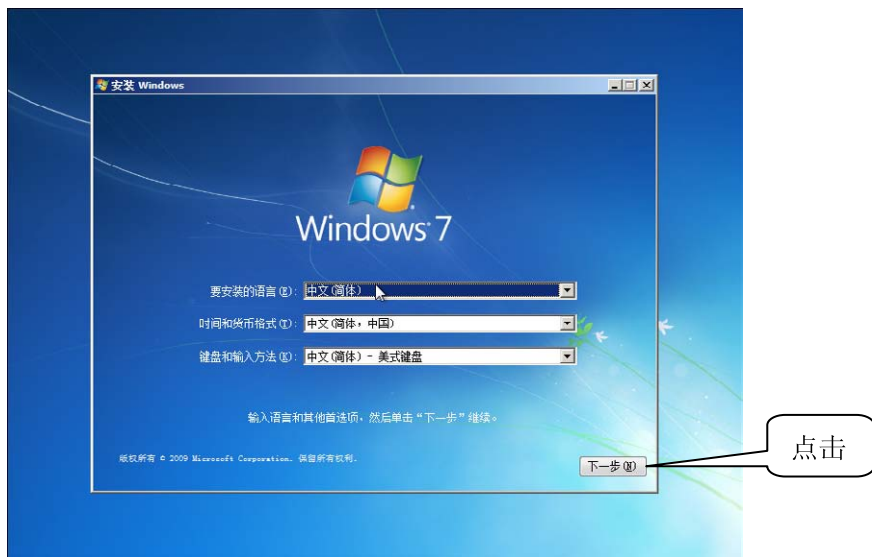 安装 Windows
Windows 7
要安装的语言(E): 中文(简体)
时间和货币格式(T): 中文(简体，中国)
键盘和输入方法(K): 中文(简体) - 美式键盘
输入语言和其他首选项，然后单击“下一步”继续。
版权所有 © 2009 Microsoft Corporation。保留所有权利。
下一步(N)
点击